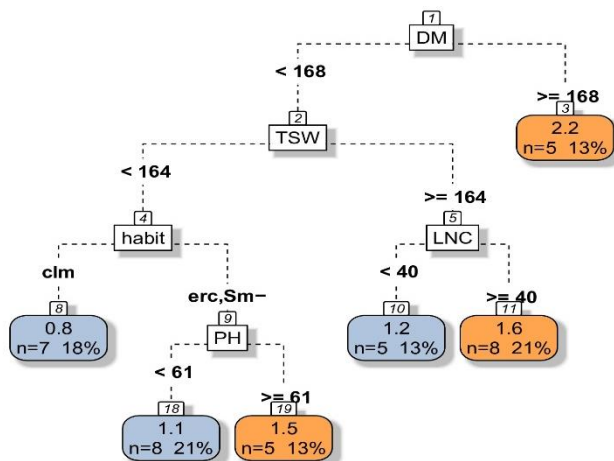 1
DM
< 168
>= 168
2
TSW
3
2.2
n=5 13%
< 164
>= 164
4
habit
5
LNC
clm
erc,Sm-
< 40
>= 40
8
0.8
n=7 18%
9
PH
10
1.2
n=5 13%
11
1.6
n=8 21%
< 61
>= 61
18
1.1
n=8 21%
19
1.5
n=5 13%